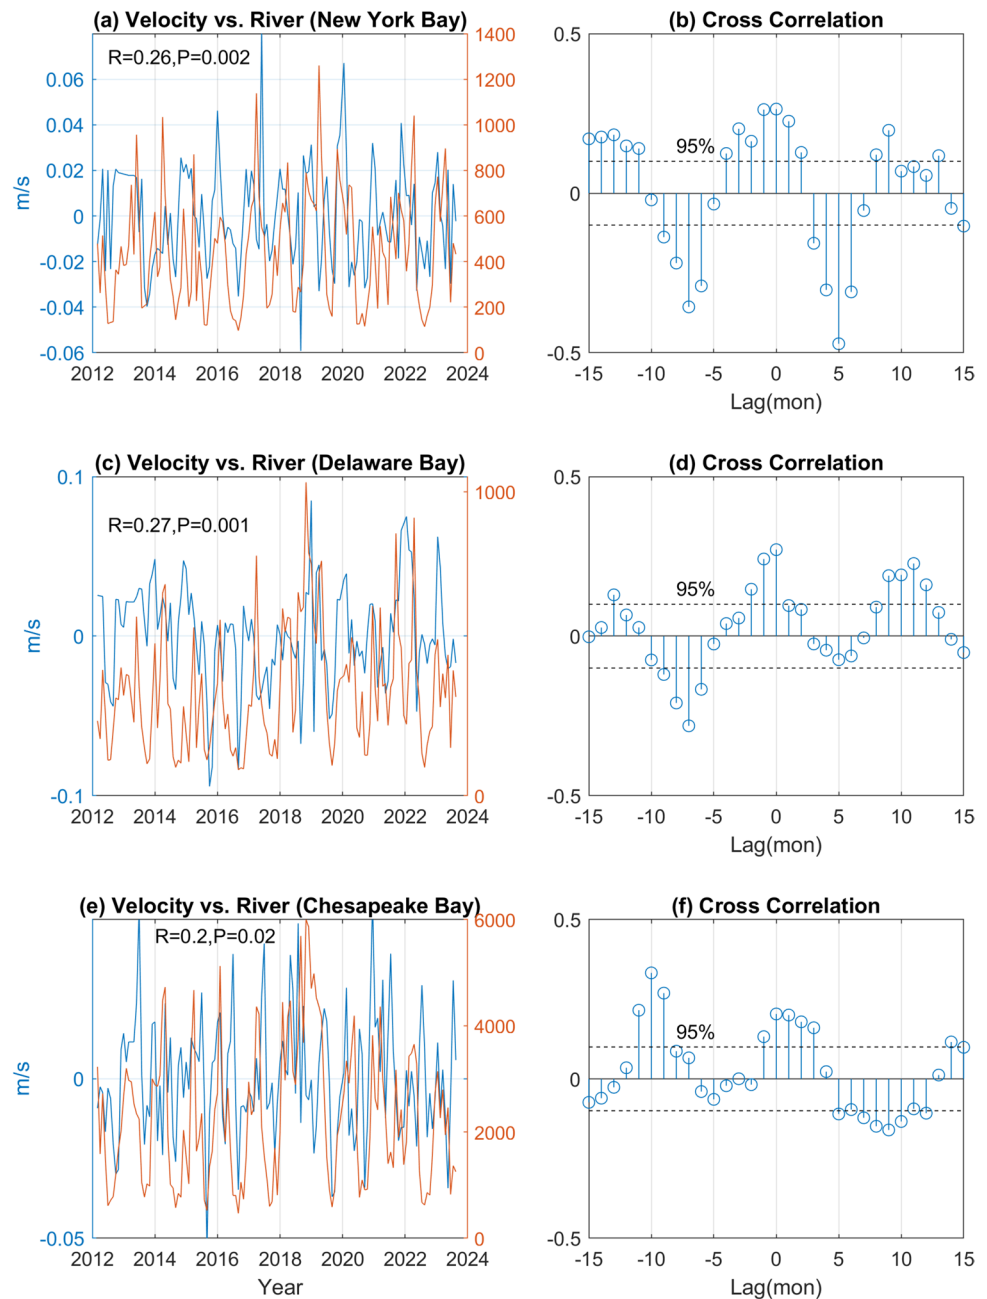 (a) Velocity vs. River (New York Bay)
R=0.26,P=0.002
m/s
0.06
0.04
0.02
0
-0.02
-0.04
-0.06
1400
1200
1000
800
600
400
200
0
2012 2014 2016 2018 2020 2022 2024
(b) Cross Correlation
0.5
95%
0
-0.5
-15 -10 -5 0 5 10 15
Lag(mon)
(c) Velocity vs. River (Delaware Bay)
R=0.27,P=0.001
m/s
0.1
0
-0.1
1000
500
0
2012 2014 2016 2018 2020 2022 2024
(d) Cross Correlation
0.5
95%
0
-0.5
-15 -10 -5 0 5 10 15
Lag(mon)
(e) Velocity vs. River (Chesapeake Bay)
R=0.2,P=0.02
m/s
0
-0.05
6000
4000
2000
0
2012 2014 2016 2018 2020 2022 2024
Year
(f) Cross Correlation
0.5
95%
0
-0.5
-15 -10 -5 0 5 10 15
Lag(mon)